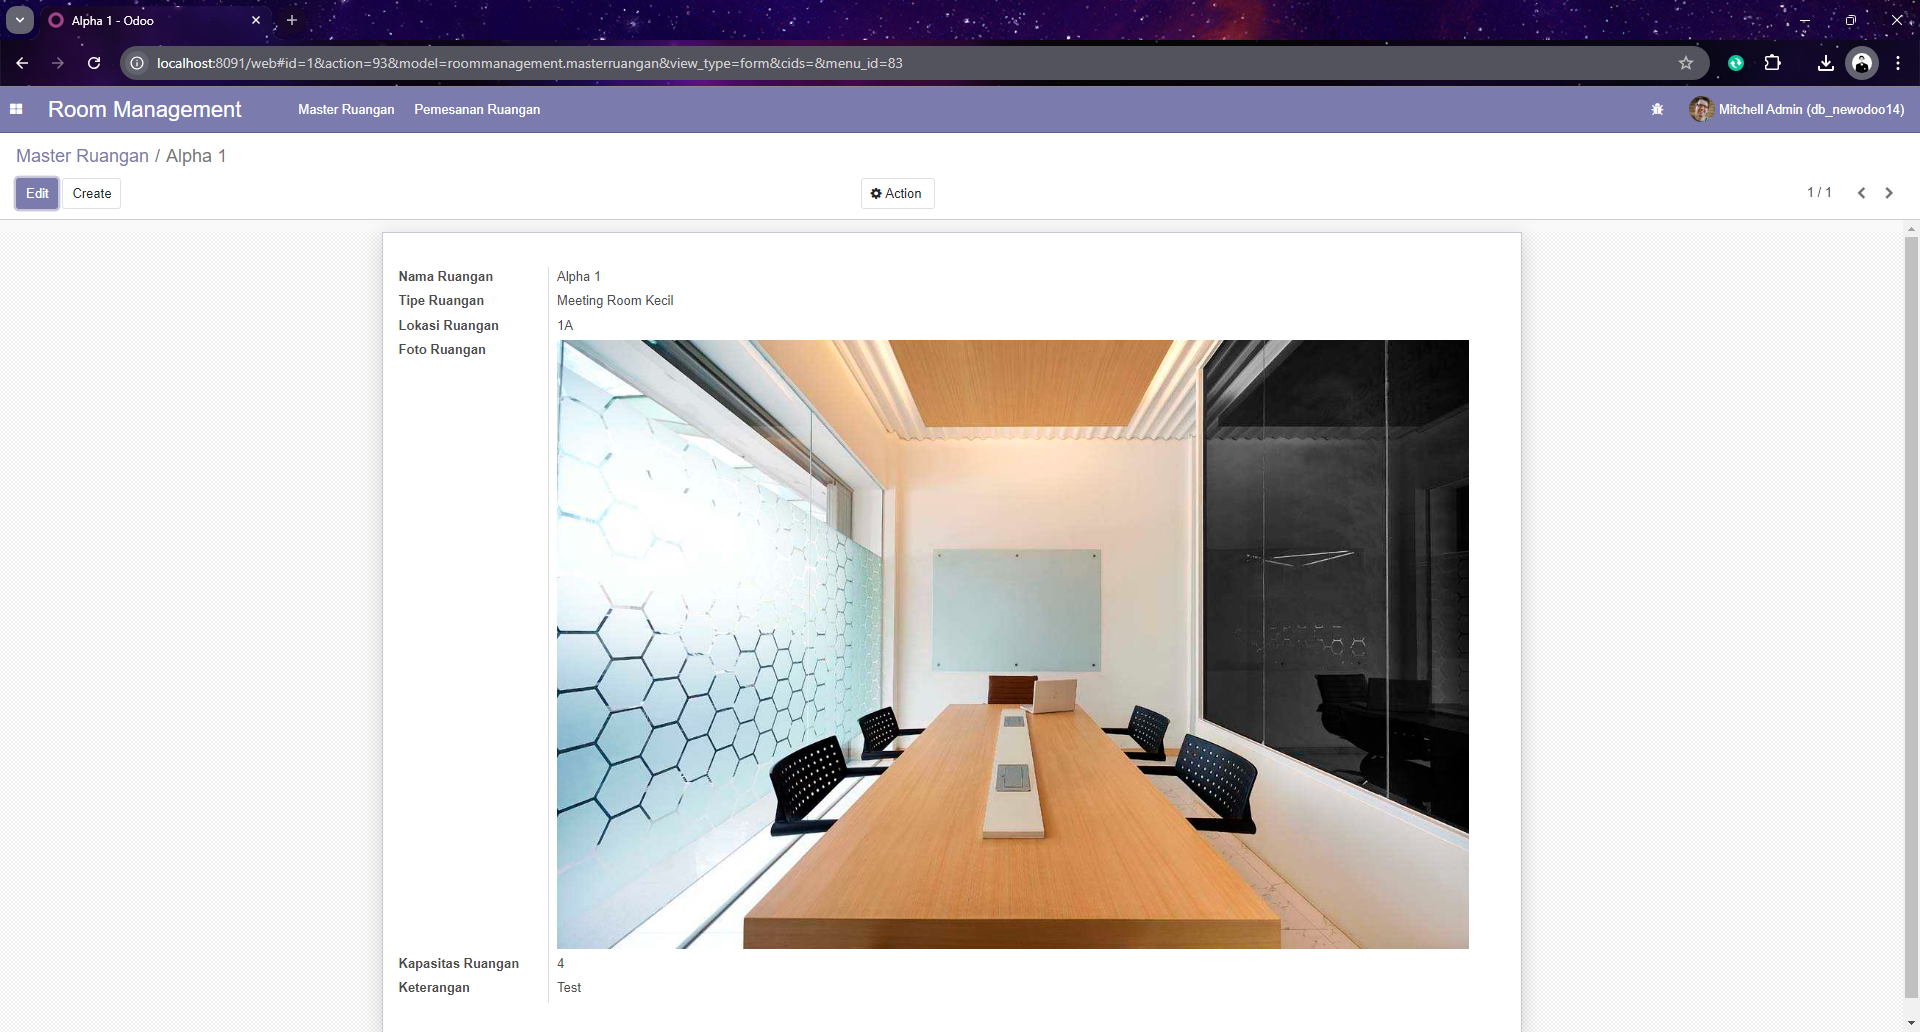 Alpha 1 - Odoo
localhost:8091/web#id=1&action=93&model=roommanagement.masterruangan&view_type=form&cids=&menu_id=83
Room Management
Master Ruangan
Pemesanan Ruangan
Mitchell Admin (db_newodoo14)
Master Ruangan / Alpha 1
Edit
Create
Action
1 / 1
Nama Ruangan Alpha 1
Tipe Ruangan Meeting Room Kecil
Lokasi Ruangan 1A
Foto Ruangan
Kapasitas Ruangan 4
Keterangan Test